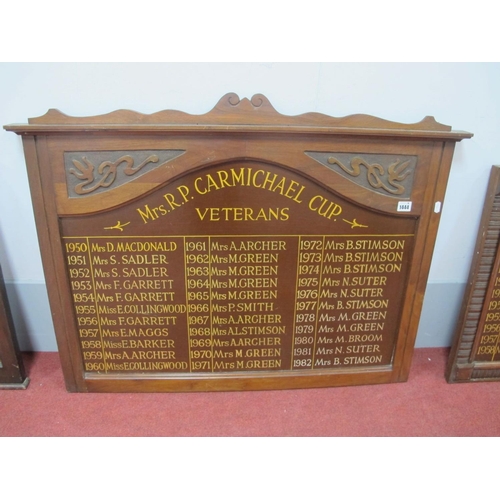 Mrs. R.P. CARMICHAEL CUP.
VETERANS
1950 Mrs D. MACDONALD
1951 Mrs S. SADLER
1952 Mrs S. SADLER
1953 Mrs F. GARRETT
1954 Mrs F. GARRETT
1955 Miss E. COLLINGWOOD
1956 Mrs F. GARRETT
1957 Mrs E. MAGGS
1958 Miss E. BARKER
1959 Mrs A. ARCHER
1960 Miss E. COLLINGWOOD
1961 Mrs A. ARCHER
1962 Mrs M. GREEN
1963 Mrs M. GREEN
1964 Mrs M. GREEN
1965 Mrs M. GREEN
1966 Mrs P. SMITH
1967 Mrs A. ARCHER
1968 Mrs A. STIMSON
1969 Mrs A. ARCHER
1970 Mrs M. GREEN
1971 Mrs M. GREEN
1972 Mrs B. STIMSON
1973 Mrs B. STIMSON
1974 Mrs B. STIMSON
1975 Mrs N. SUTER
1976 Mrs N. SUTER
1977 Mrs B. STIMSON
1978 Mrs M. GREEN
1979 Mrs M. GREEN
1980 Mrs M. BROOM
1981 Mrs N. SUTER
1982 Mrs B. STIMSON